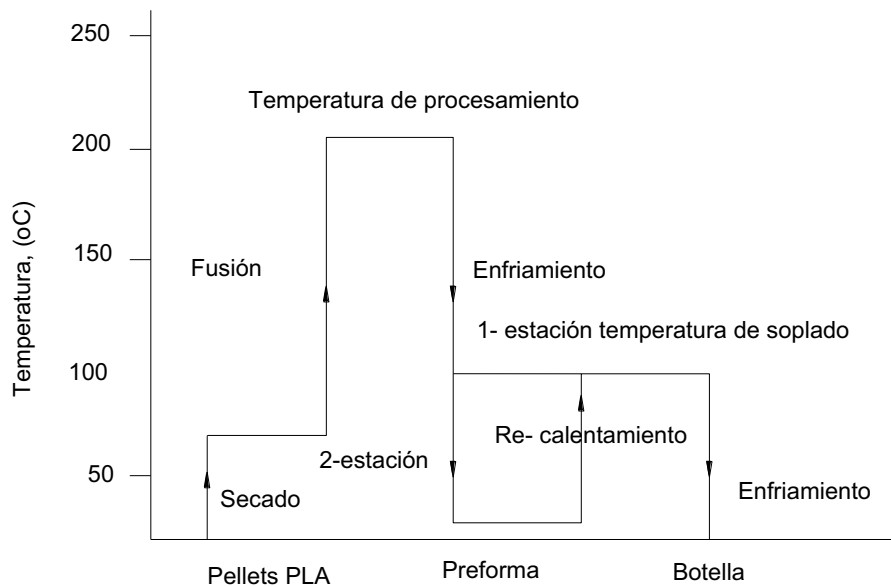 250
Temperatura de procesamiento
200
Temperatura, (oC)
150
Fusión
Enfriamiento
1- estación temperatura de soplado
100
Re- calentamiento
2-estación
50
Secado
Enfriamiento
Pellets PLA
Preforma
Botella